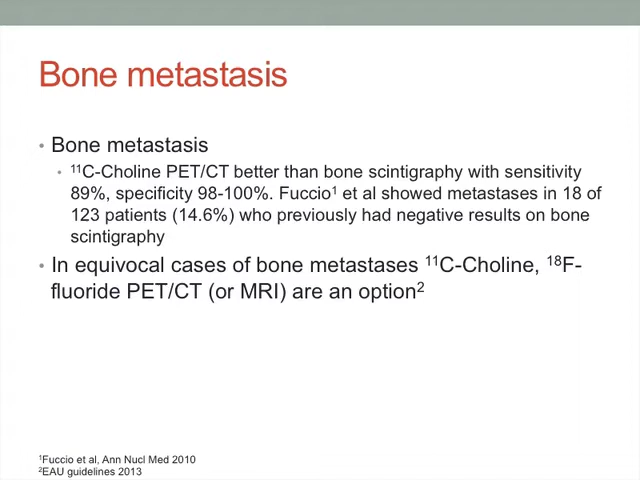 Bone metastasis
• Bone metastasis
• ¹¹C-Choline PET/CT better than bone scintigraphy with sensitivity
89%, specificity 98-100%. Fuccio¹ et al showed metastases in 18 of
123 patients (14.6%) who previously had negative results on bone
scintigraphy
• In equivocal cases of bone metastases ¹¹C-Choline, ¹⁸F-
fluoride PET/CT (or MRI) are an option²
¹Fuccio et al, Ann Nucl Med 2010
²EAU guidelines 2013